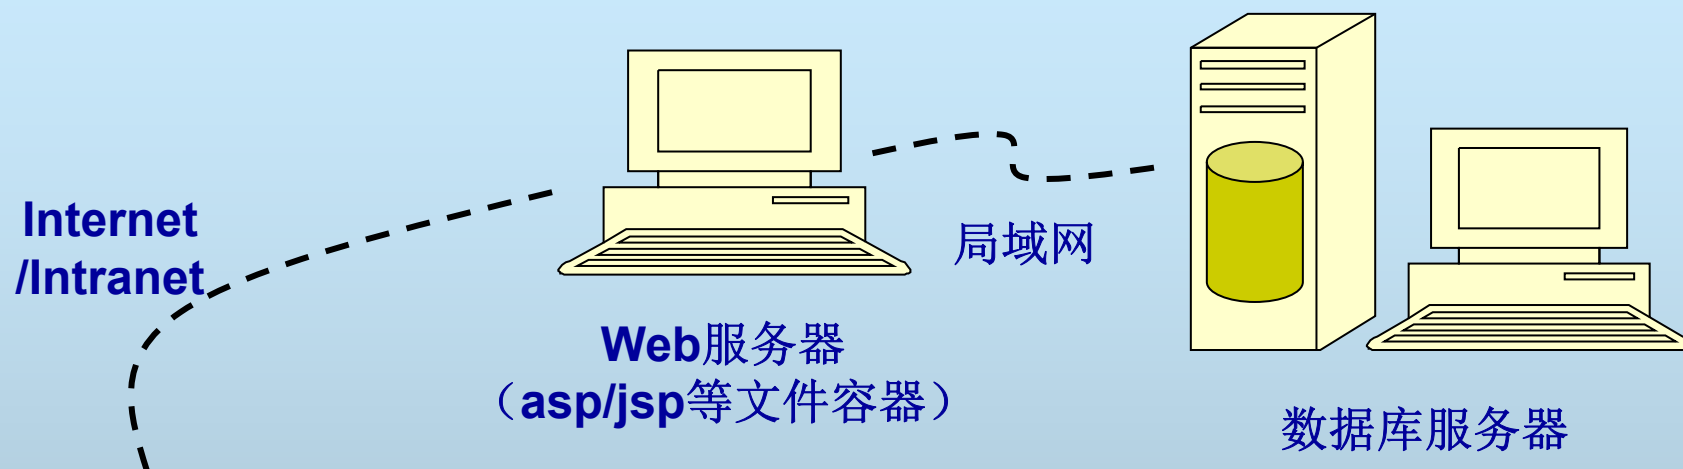 Internet
/Intranet
局域网
Web服务器
（asp/jsp等文件容器）
数据库服务器